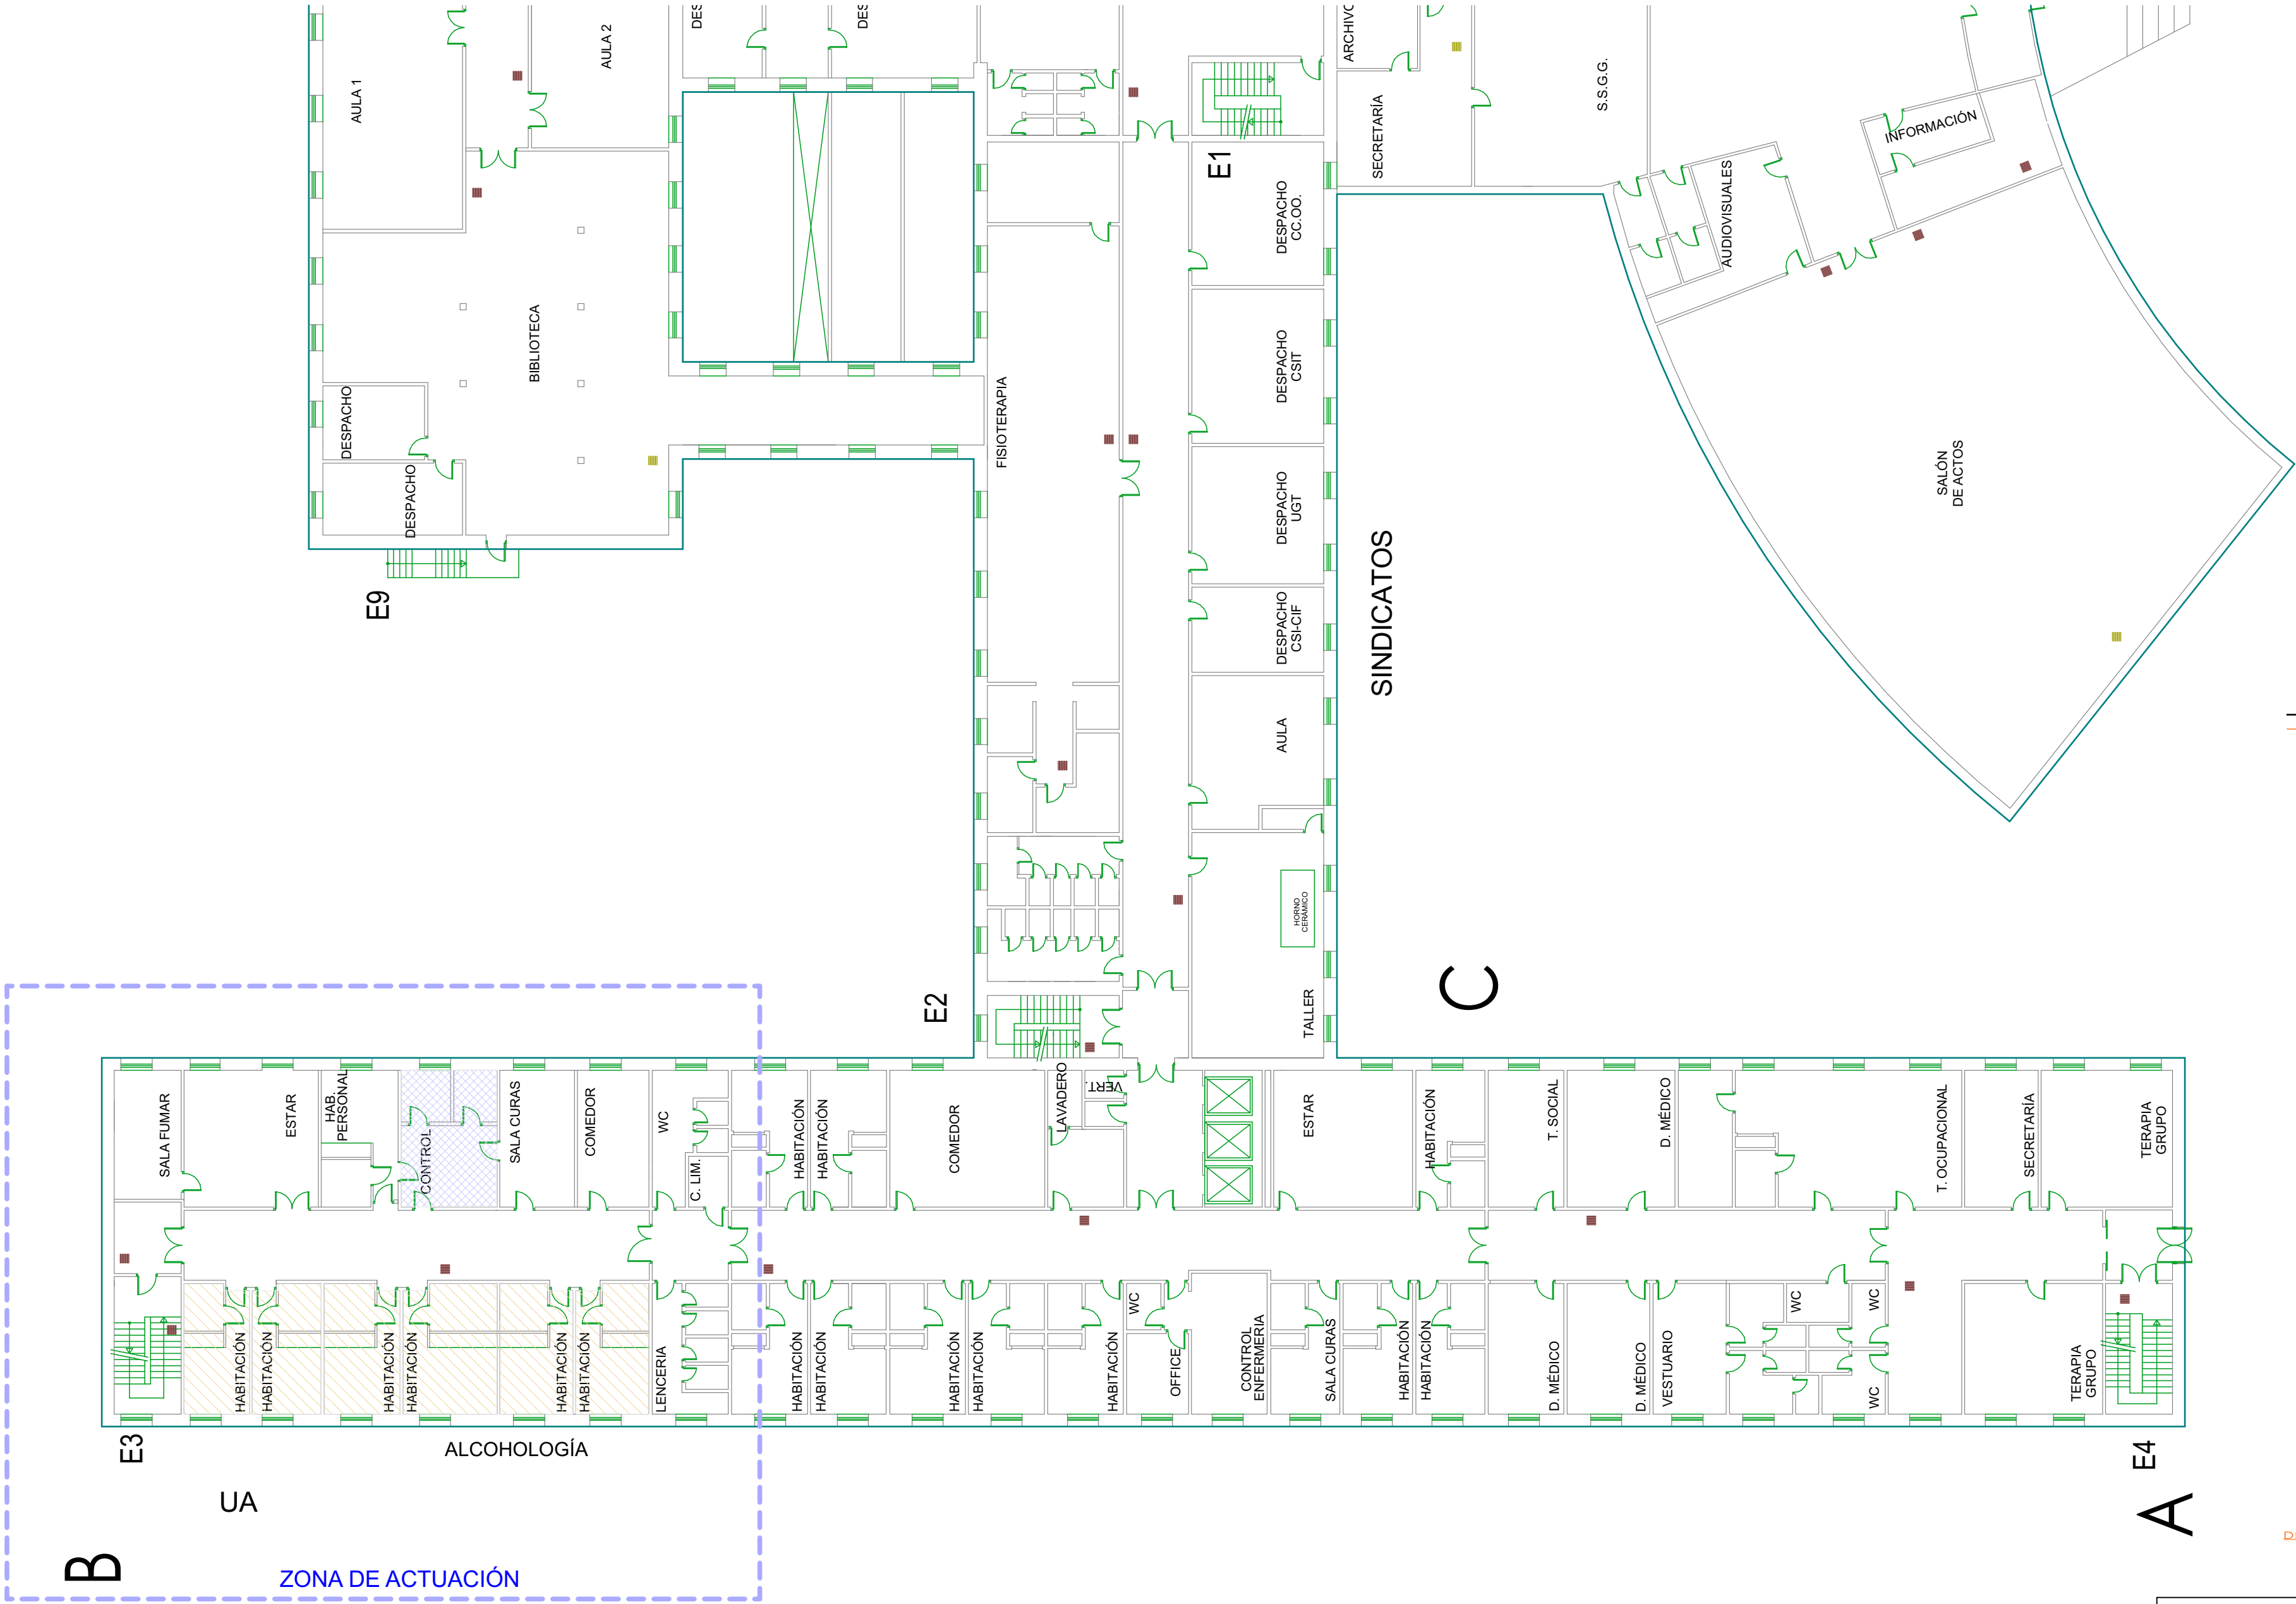 AULA 1
AULA 2
DES
DES
ARCHIVO
SECRETARÍA
S.S.G.G.
INFORMACIÓN
AUDIOVISUALES
E1
DESPACHO
CC.OO.
BIBLIOTECA
DESPACHO
DESPACHO
FISIOTERAPIA
DESPACHO
CSIT
DESPACHO
UGT
DESPACHO
CSI-CIF
SALÓN
DE ACTOS
SINDICATOS
E9
AULA
HORNO
CERÁMICO
TALLER
C
E2
SALA FUMAR
ESTAR
HAB.
PERSONAL
CONTROL
SALA CURAS
COMEDOR
WC
C. LIM.
HABITACIÓN
HABITACIÓN
COMEDOR
LAVADERO
VERT.
ESTAR
HABITACIÓN
T. SOCIAL
D. MÉDICO
T. OCUPACIONAL
SECRETARÍA
TERAPIA
GRUPO
HABITACIÓN
HABITACIÓN
HABITACIÓN
HABITACIÓN
HABITACIÓN
HABITACIÓN
LENCERIA
HABITACIÓN
HABITACIÓN
HABITACIÓN
HABITACIÓN
HABITACIÓN
WC
OFFICE
CONTROL
ENFERMERIA
SALA CURAS
HABITACIÓN
HABITACIÓN
D. MÉDICO
D. MÉDICO
VESTUARIO
WC
WC
WC
TERAPIA
GRUPO
E3
ALCOHOLOGÍA
E4
UA
A
B
ZONA DE ACTUACIÓN